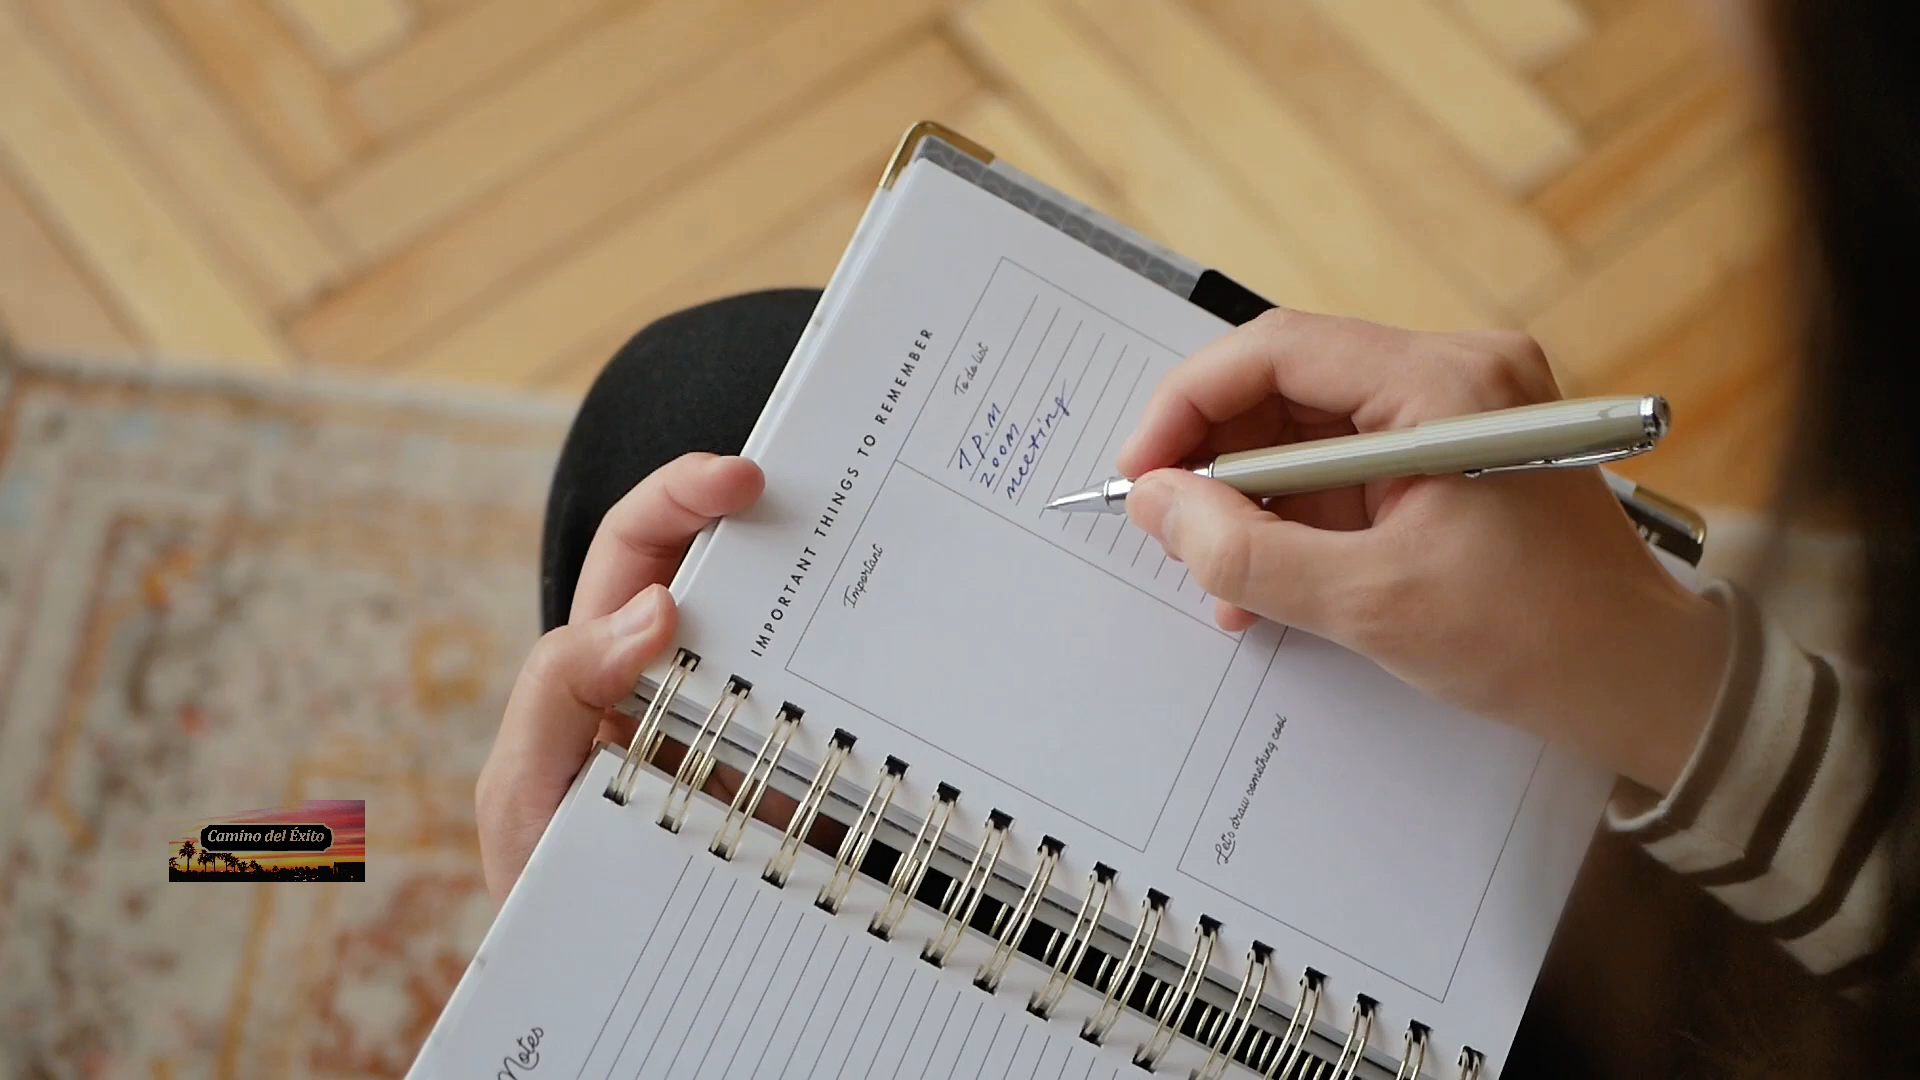 IMPORTANT THINGS TO REMEMBER
To do list
1 p.m
zoom
meeting
Important
Let's draw something cool
Notes
Camino del Éxito